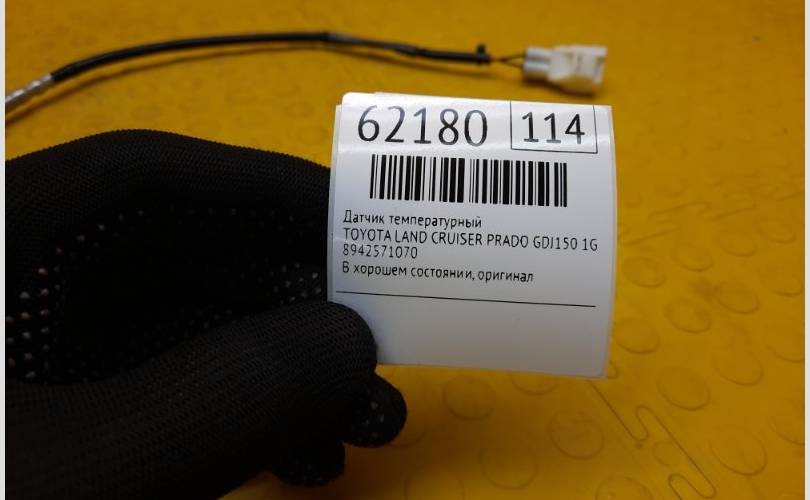 62180 114
Датчик температурный
TOYOTA LAND CRUISER PRADO GDJ150 1G
8942571070
В хорошем состоянии, оригинал